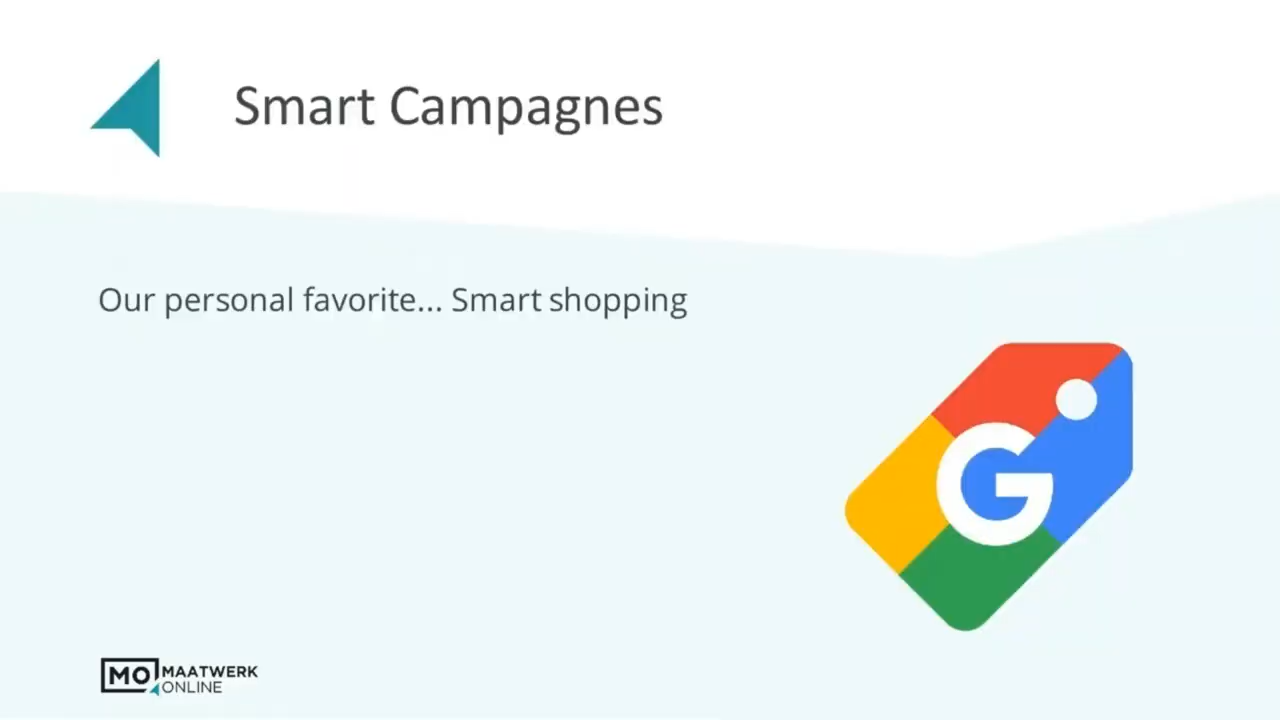 Smart Campagnes
Our personal favorite... Smart shopping
G
MO MAATWERK
ONLINE